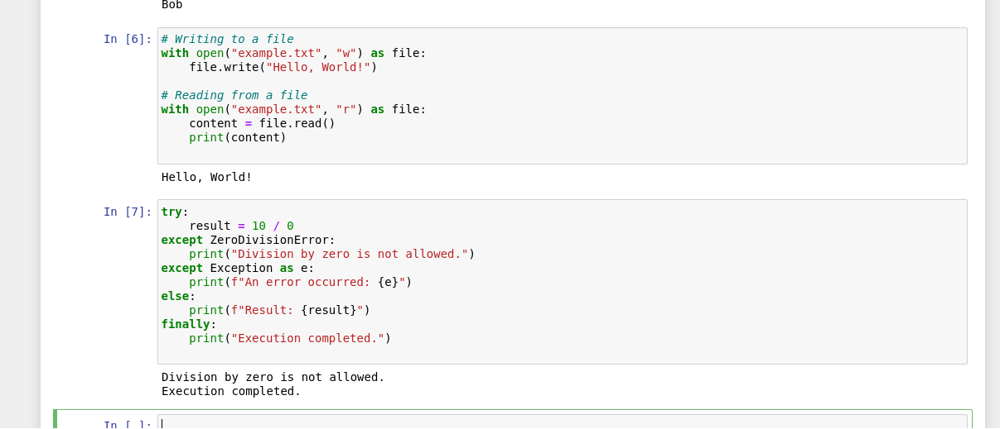 Bob
In [6]:
# Writing to a file
with open("example.txt", "w") as file:
    file.write("Hello, World!")
# Reading from a file
with open("example.txt", "r") as file:
    content = file.read()
    print(content)
Hello, World!
In [7]:
try:
    result = 10 / 0
except ZeroDivisionError:
    print("Division by zero is not allowed.")
except Exception as e:
    print(f"An error occurred: {e}")
else:
    print(f"Result: {result}")
finally:
    print("Execution completed.")
Division by zero is not allowed.
Execution completed.
In [ ]: